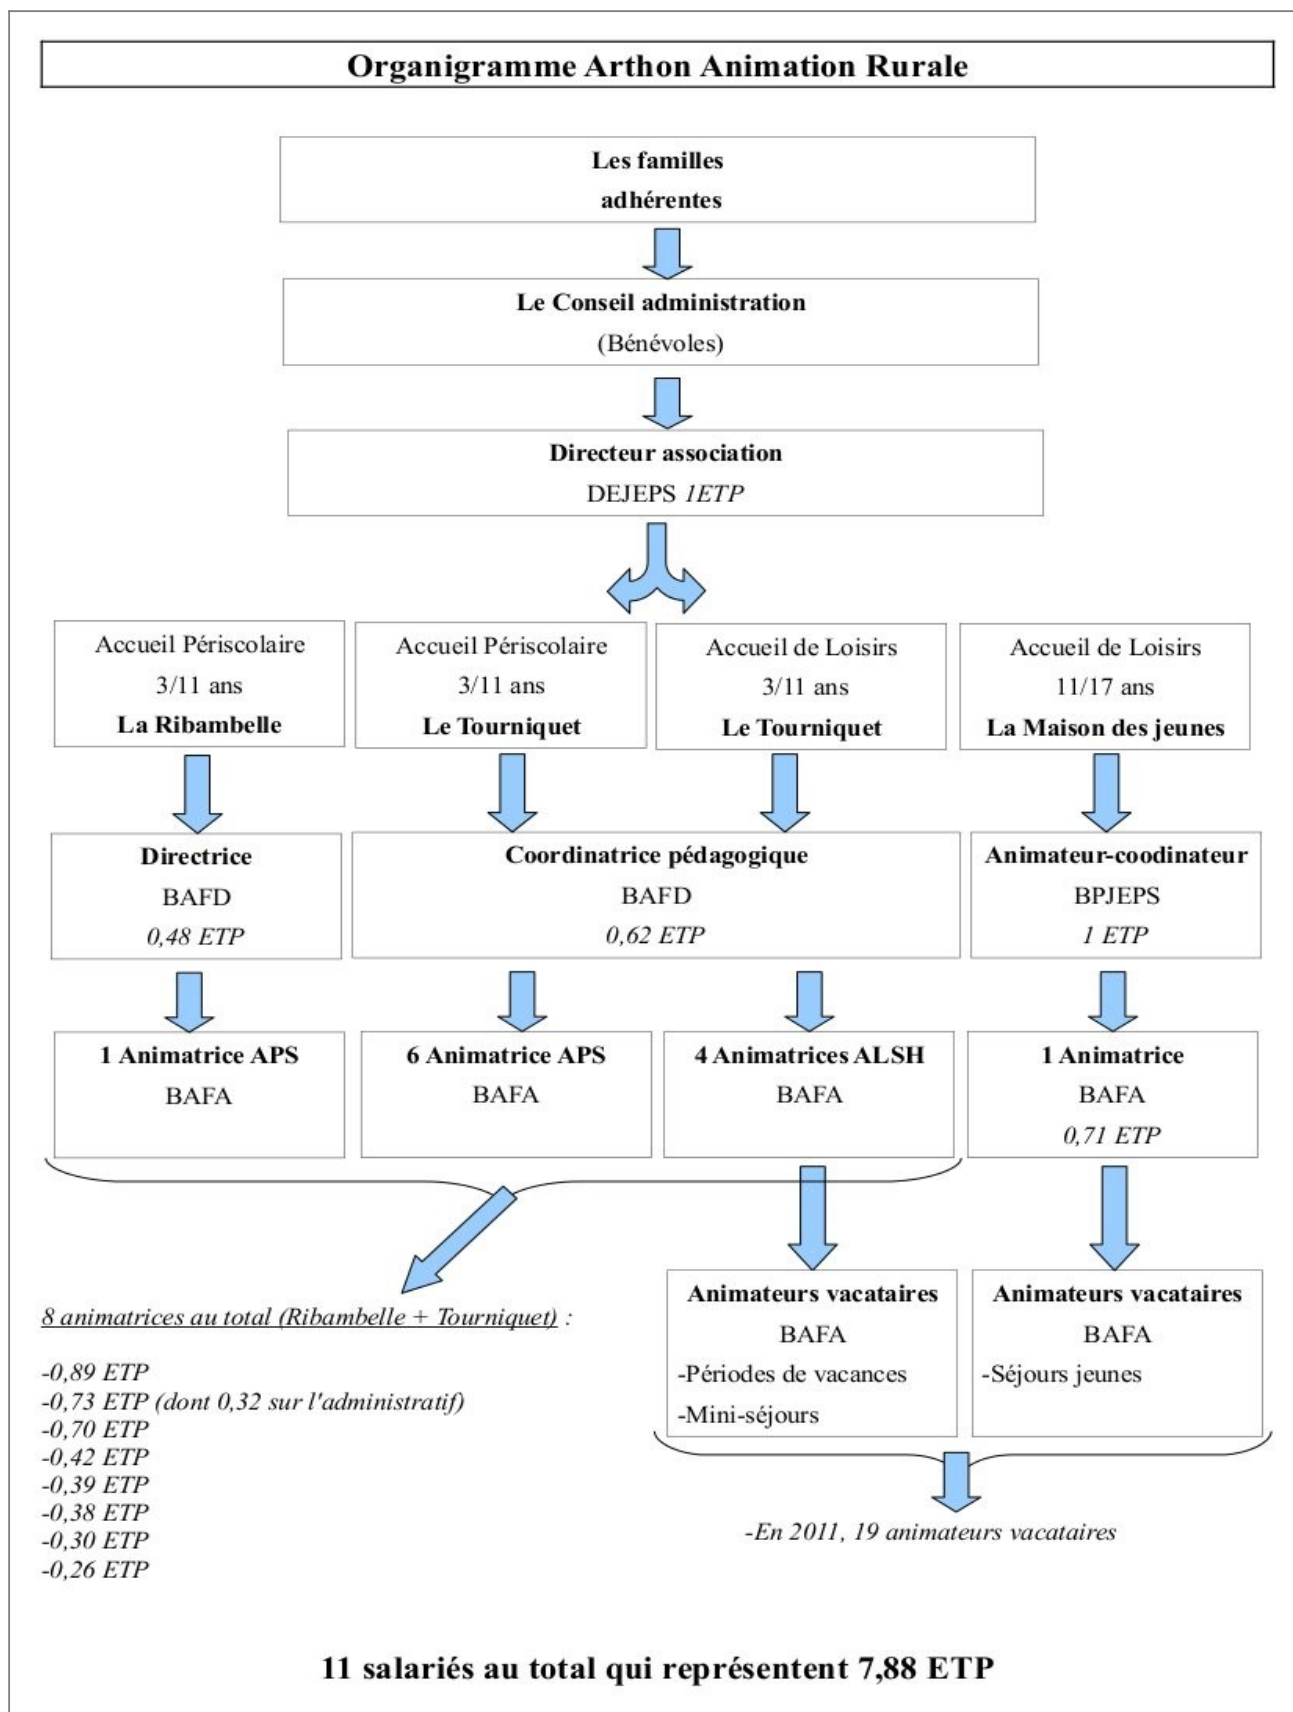 Organigramme Arthon Animation Rurale
Les familles
adhérentes
Le Conseil administration
(Bénévoles)
Directeur association
DEJEPS 1ETP
Accueil Périscolaire
3/11 ans
La Ribambelle
Accueil Périscolaire
3/11 ans
Le Tourniquet
Accueil de Loisirs
3/11 ans
Le Tourniquet
Accueil de Loisirs
11/17 ans
La Maison des jeunes
Directrice
BAFD
0,48 ETP
Coordinatrice pédagogique
BAFD
0,62 ETP
Animateur-coodinateur
BPJEPS
1 ETP
1 Animatrice APS
BAFA
6 Animatrice APS
BAFA
4 Animatrices ALSH
BAFA
1 Animatrice
BAFA
0,71 ETP
8 animatrices au total (Ribambelle + Tourniquet) :
-0,89 ETP
-0,73 ETP (dont 0,32 sur l'administratif)
-0,70 ETP
-0,42 ETP
-0,39 ETP
-0,38 ETP
-0,30 ETP
-0,26 ETP
Animateurs vacataires
BAFA
-Périodes de vacances
-Mini-séjours
Animateurs vacataires
BAFA
-Séjours jeunes
-En 2011, 19 animateurs vacataires
11 salariés au total qui représentent 7,88 ETP